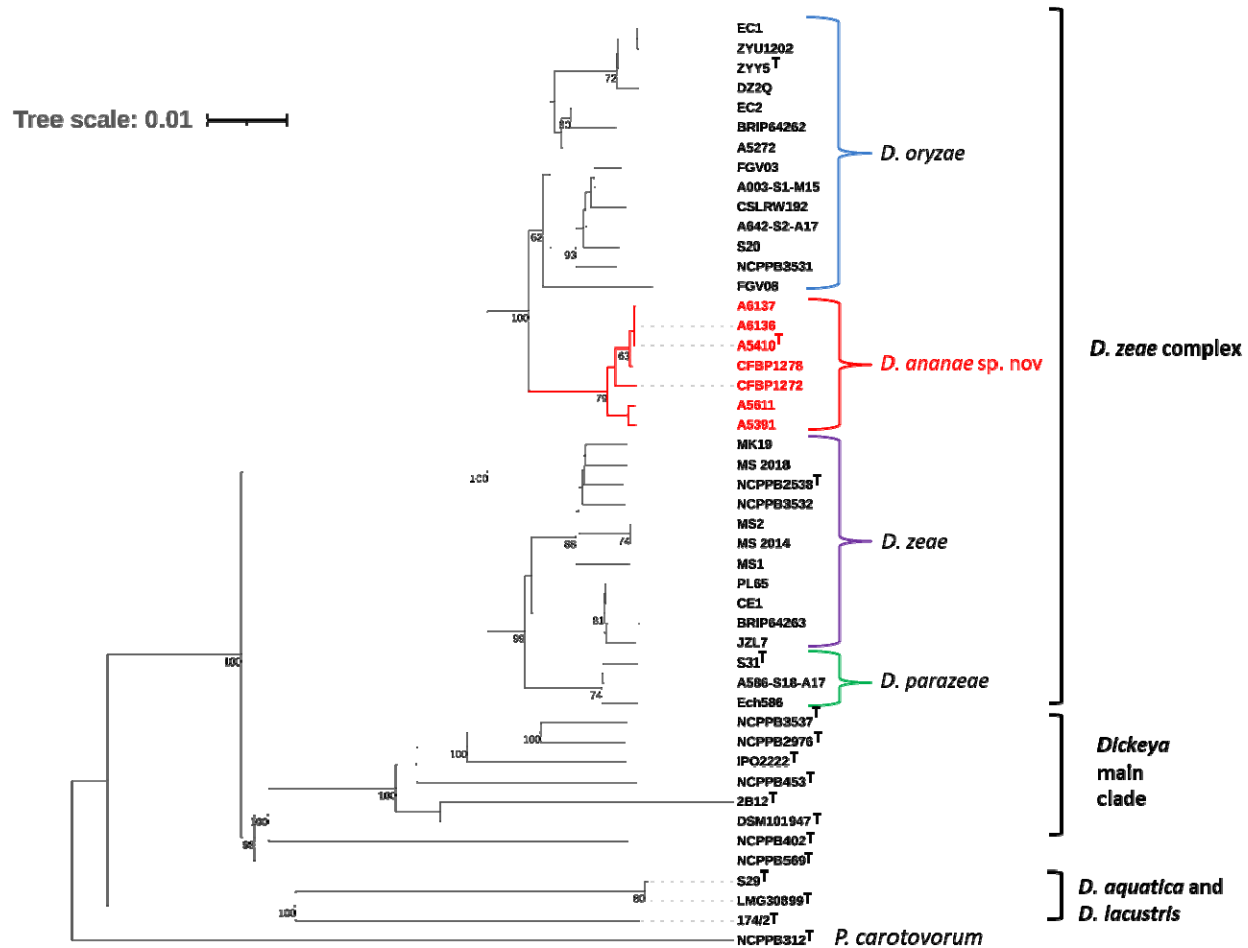 EC1
ZYU1202
ZYY5T
72
DZ2Q
EC2
Tree scale: 0.01
BRIP64262
A5272
D. oryzae
FGV03
A003-S1-M15
CSLRW192
A642-S2-A17
62
S20
93
NCPPB3531
FGV08
A6137
100
A6136
A5410T
D. zeae complex
63
CFBP1278
D. ananae sp. nov
CFBP1272
79
A5611
A5391
MK19
MS 2018
100
NCPPB2538T
NCPPB3532
MS2
74
MS 2014
D. zeae
MS1
PL65
CE1
81
BRIP64263
JZL7
100
S31T
A586-S18-A17
D. parazeae
74
Ech586
NCPPB3537T
100
NCPPB2976T
100
IPO2222T
Dickeya
main
clade
NCPPB453T
100
2B12T
DSM101947T
100
NCPPB402T
NCPPB569T
S29T
D. aquatica and
D. lacustris
80
LMG30899T
100
174/2T
NCPPB312T P. carotovorum